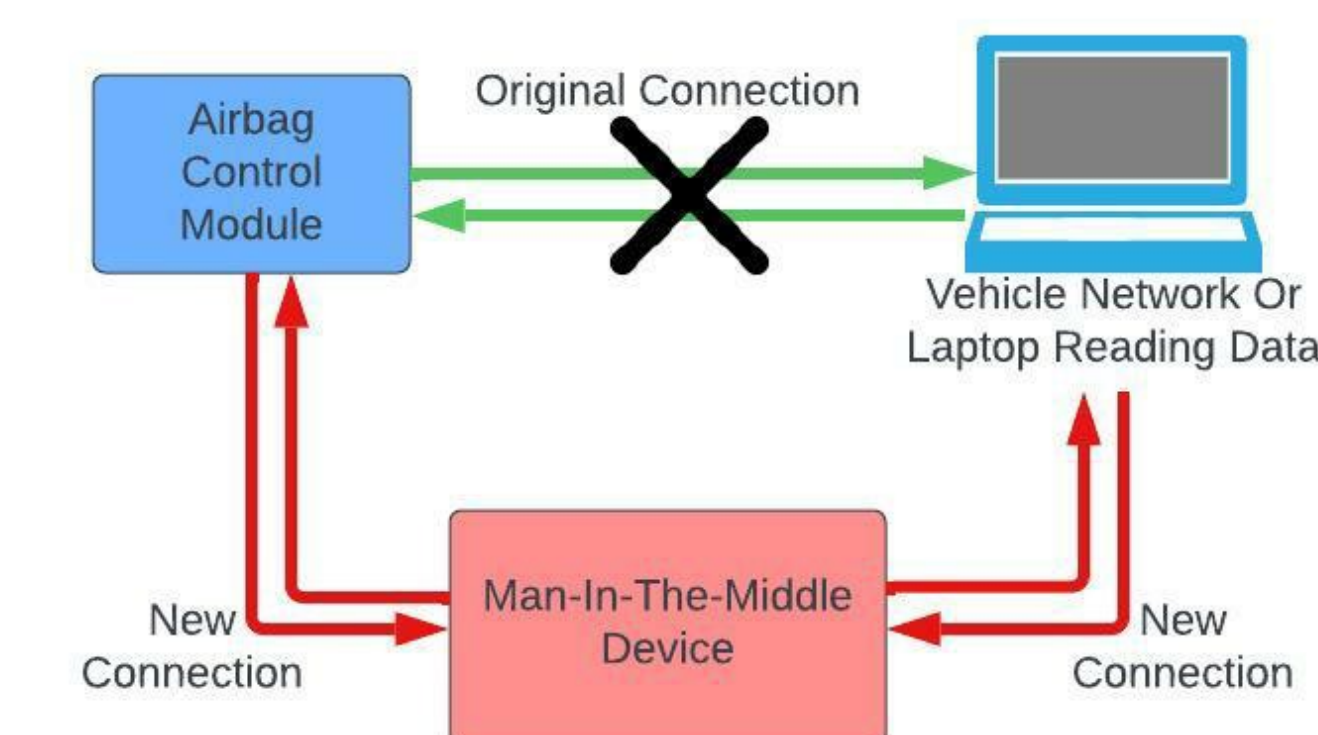 Original Connection
Airbag
Control
Module
Vehicle Network Or
Laptop Reading Data
Man-In-The-Middle
Device
New
Connection
New
Connection